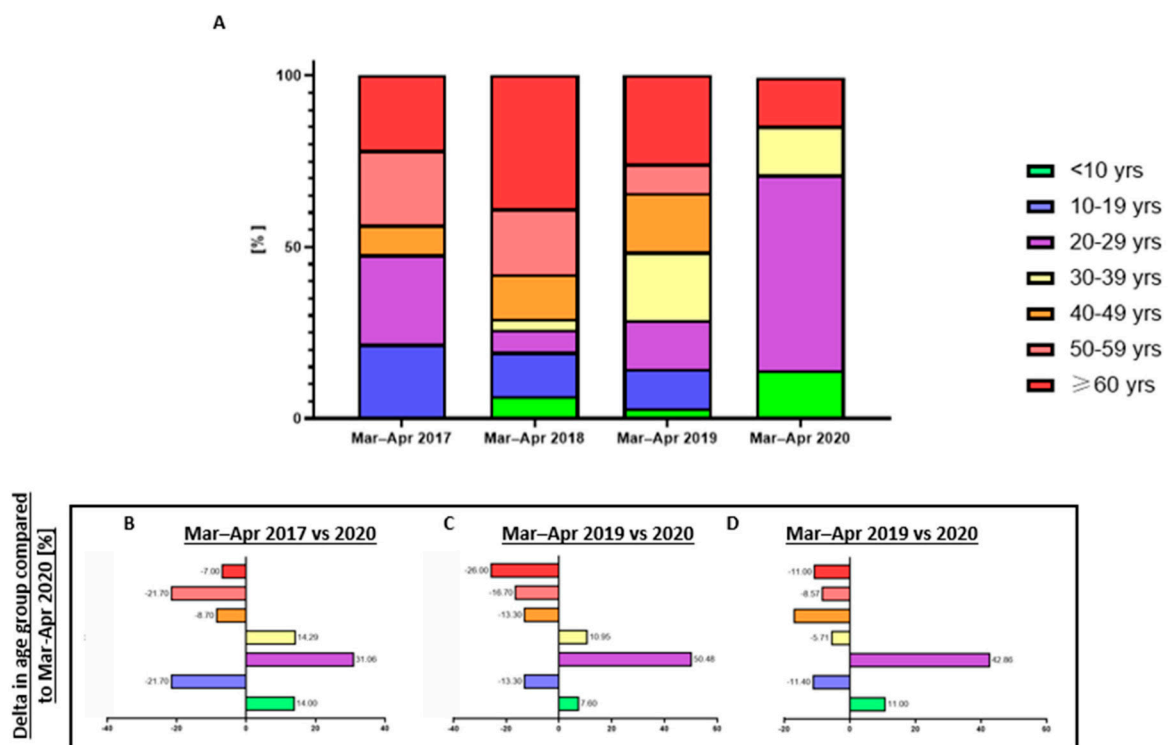 A
100
[% ]
50
0
Mar–Apr 2017
Mar–Apr 2018
Mar–Apr 2019
Mar–Apr 2020
<10 yrs
10-19 yrs
20-29 yrs
30-39 yrs
40-49 yrs
50-59 yrs
⩾60 yrs
Delta in age group compared
to Mar-Apr 2020 [%]
B
Mar–Apr 2017 vs 2020
-7.00
-21.70
-8.70
14.29
31.06
-21.70
14.00
-40
-20
0
20
40
C
Mar–Apr 2019 vs 2020
-26.00
-16.70
-13.30
10.95
50.48
-13.30
7.60
-40
-20
0
20
40
60
D
Mar–Apr 2019 vs 2020
-11.00
-8.57
-5.71
42.86
-11.40
11.00
-40
-20
0
20
40
60